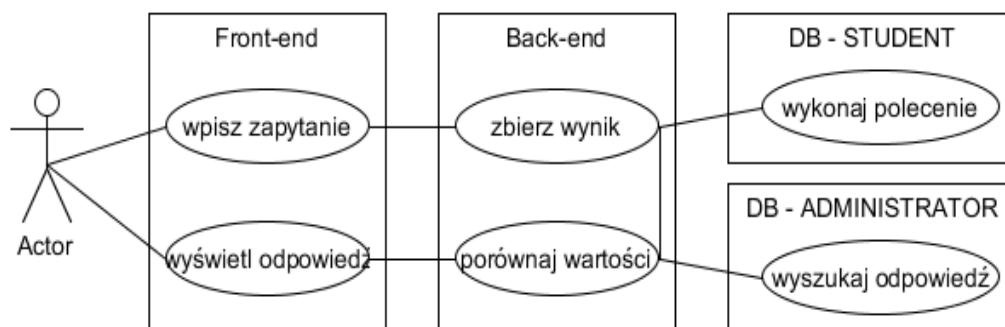 Front-end
Back-end
DB - STUDENT
wpisz zapytanie
zbierz wynik
wykonaj polecenie
DB - ADMINISTRATOR
Actor
wyświetl odpowiedź
porównaj wartości
wyszukaj odpowiedź